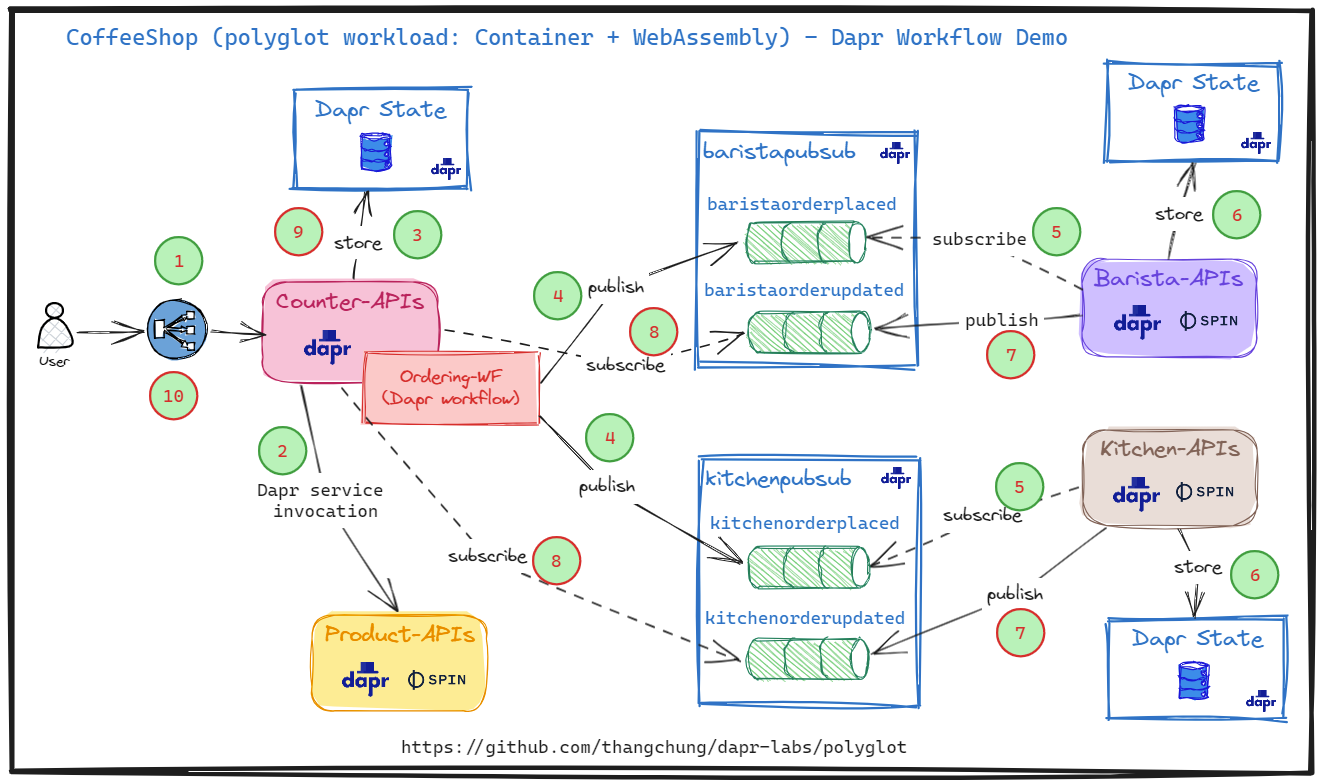 CoffeeShop (polyglot workload: Container + WebAssembly) - Dapr Workflow Demo
Dapr State
dapr
9
store
3
1
User
10
Counter-APIs
dapr
Ordering-WF
(Dapr workflow)
2
Dapr service
invocation
Product-APIs
dapr
SPIN
4
publish
8
subscribe
4
publish
subscribe
8
baristapubsub
dapr
baristaorderplaced
baristaorderupdated
kitchenpubsub
dapr
kitchenorderplaced
kitchenorderupdated
subscribe
5
publish
7
Dapr State
dapr
store
6
Barista-APIs
dapr
SPIN
5
subscribe
publish
7
Kitchen-APIs
dapr
SPIN
store
6
Dapr State
dapr
https://github.com/thangchung/dapr-labs/polyglot